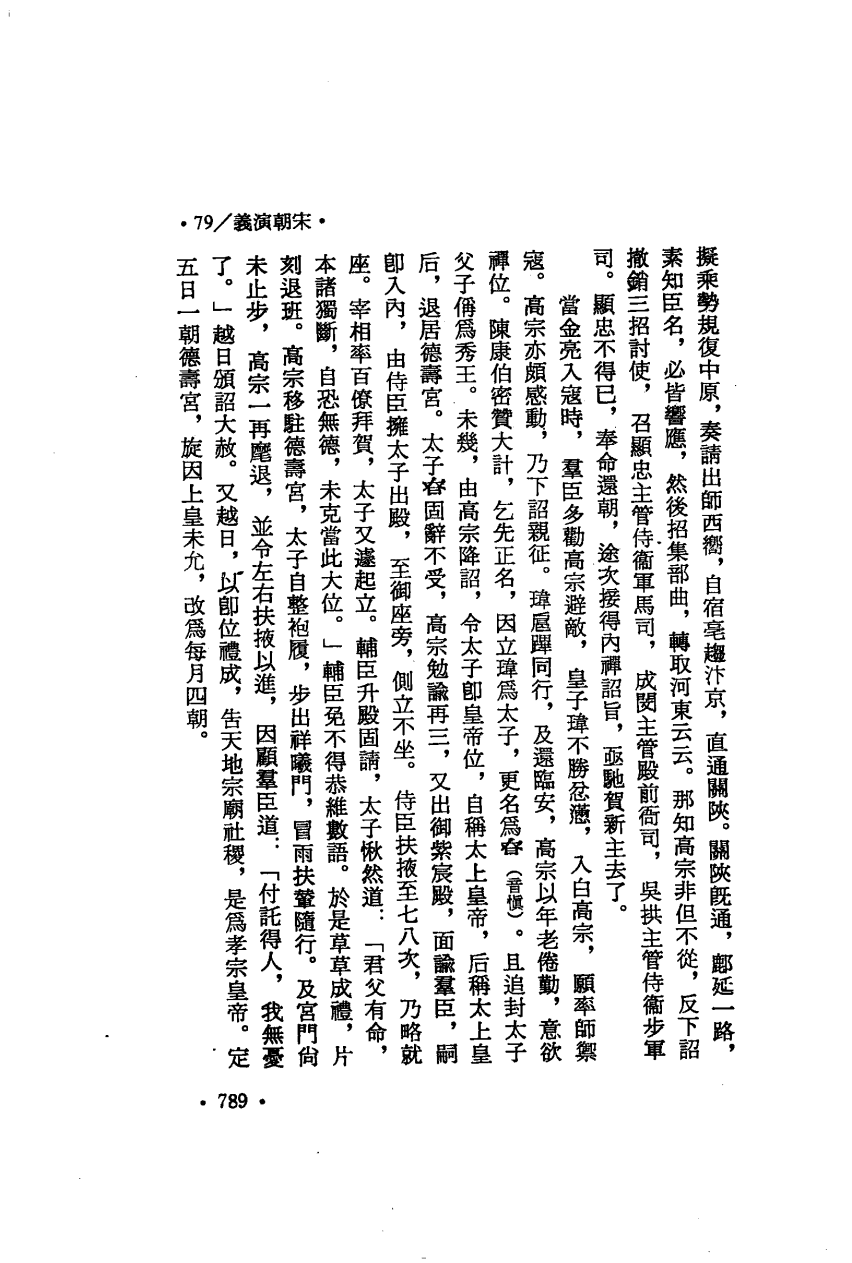 •79／義演朝宋•
擬乘勢規復中原，奏請出師西嚮，自宿亳趨汴京，直通關陝。關陝既通，鄜延一路，
素知臣名，必皆響應，然後招集部曲，轉取河東云云。那知高宗非但不從，反下詔
撤銷三招討使，召顯忠主管侍衞軍馬司，成閔主管殿前司，吳拱主管侍衞步軍
司。顯忠不得已，奉命還朝，途次接得內禪詔旨，亟馳賀新主去了。
當金亮入寇時，羣臣多勸高宗避敵，皇子瑋不勝忿懣，入白高宗，願率師禦
寇。高宗亦頗感動，乃下詔親征。瑋扈蹕同行，及還臨安，高宗以年老倦勤，意欲
禪位。陳康伯密贊大計，乞先正名，因立瑋爲太子，更名爲眘（音愼）。且追封太子
父子偁爲秀王。未幾，由高宗降詔，令太子卽皇帝位，自稱太上皇帝，后稱太上皇
后，退居德壽宮。太子眘固辭不受，高宗勉諭再三，又出御紫宸殿，面諭羣臣，嗣
卽入內，由侍臣擁太子出殿，至御座旁，側立不坐。侍臣扶掖至七八次，乃略就
座。宰相率百僚拜賀，太子又遽起立。輔臣升殿固請，太子愀然道：「君父有命，
本諸獨斷，自恐無德，未克當此大位。」輔臣免不得恭維數語。於是草草成禮，片
刻退班。高宗移駐德壽宮，太子自整袍履，步出祥曦門，冒雨扶輦隨行。及宮門尙
未止步，高宗一再麾退，並令左右扶掖以進，因顧羣臣道：「付託得人，我無憂
了。」越日頒詔大赦。又越日，以卽位禮成，吿天地宗廟社稷，是爲孝宗皇帝。定
五日一朝德壽宮，旋因上皇未允，改爲每月四朝。
•789•